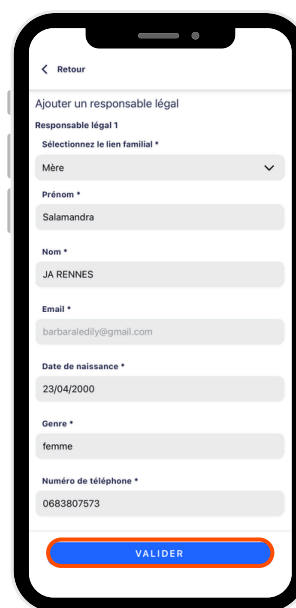 Retour
Ajouter un responsable légal
Responsable légal 1
Sélectionnez le lien familial *
Mère
Prénom *
Salamandra
Nom *
JA RENNES
Email *
barbaraledily@gmail.com
Date de naissance *
23/04/2000
Genre *
femme
Numéro de téléphone *
0683807573
VALIDER